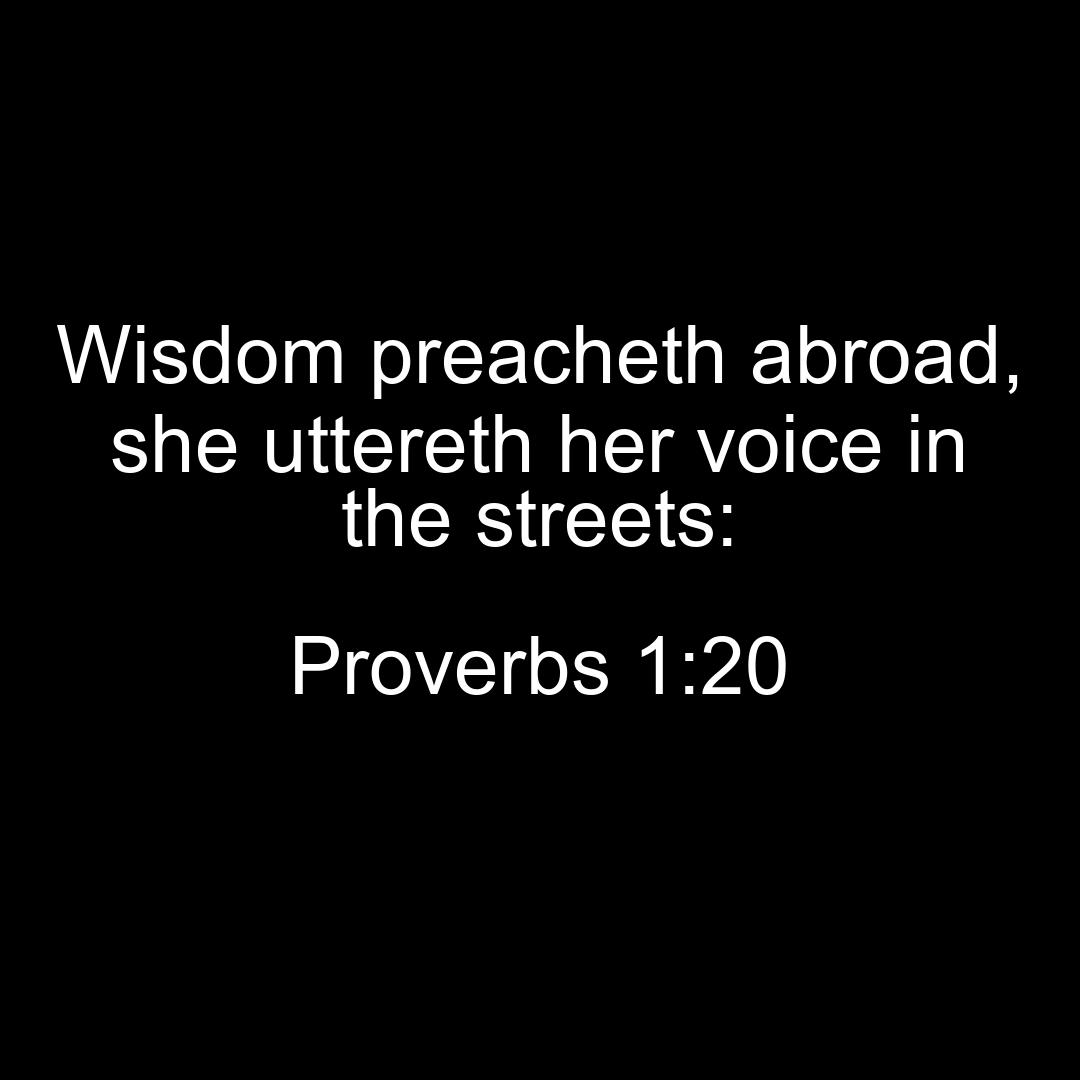 Wisdom preacheth abroad,
she uttereth her voice in
the streets:
Proverbs 1:20